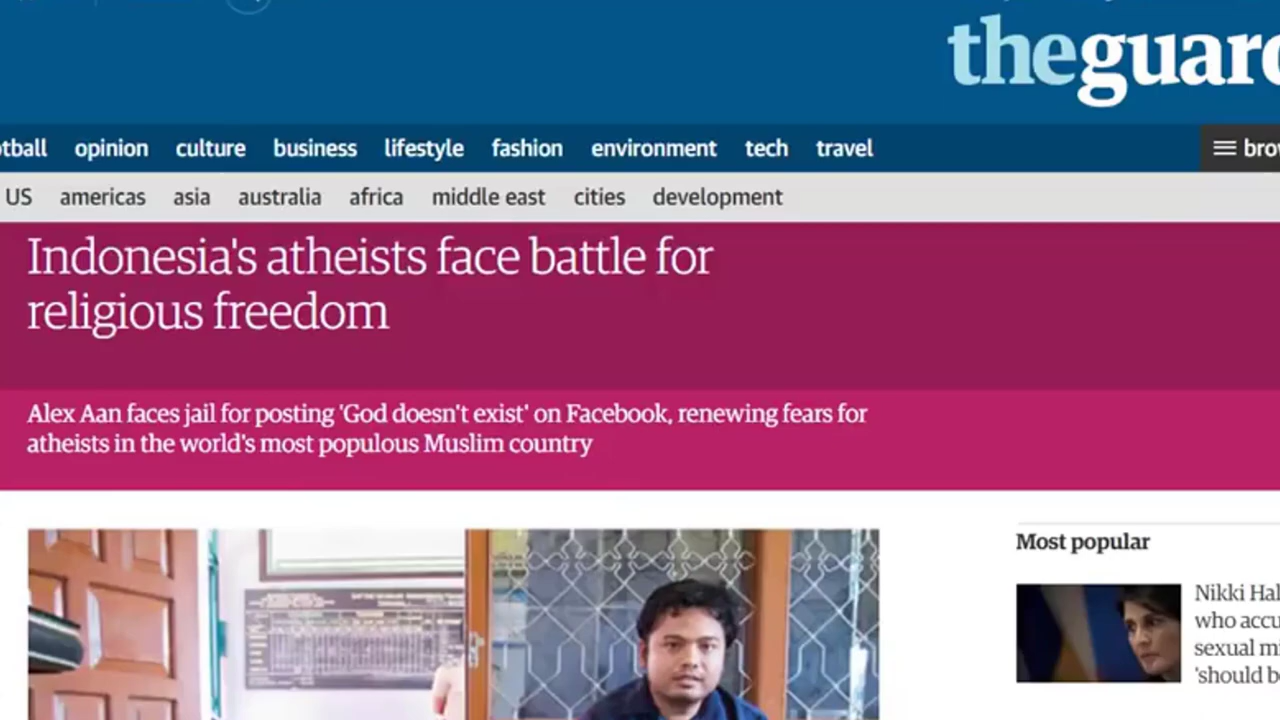 theguar
otball opinion culture business lifestyle fashion environment tech travel
bro
US americas asia australia africa middle east cities development
Indonesia's atheists face battle for
religious freedom
Alex Aan faces jail for posting 'God doesn't exist' on Facebook, renewing fears for
atheists in the world's most populous Muslim country
Most popular
Nikki Hal
who accu
sexual m
'should b